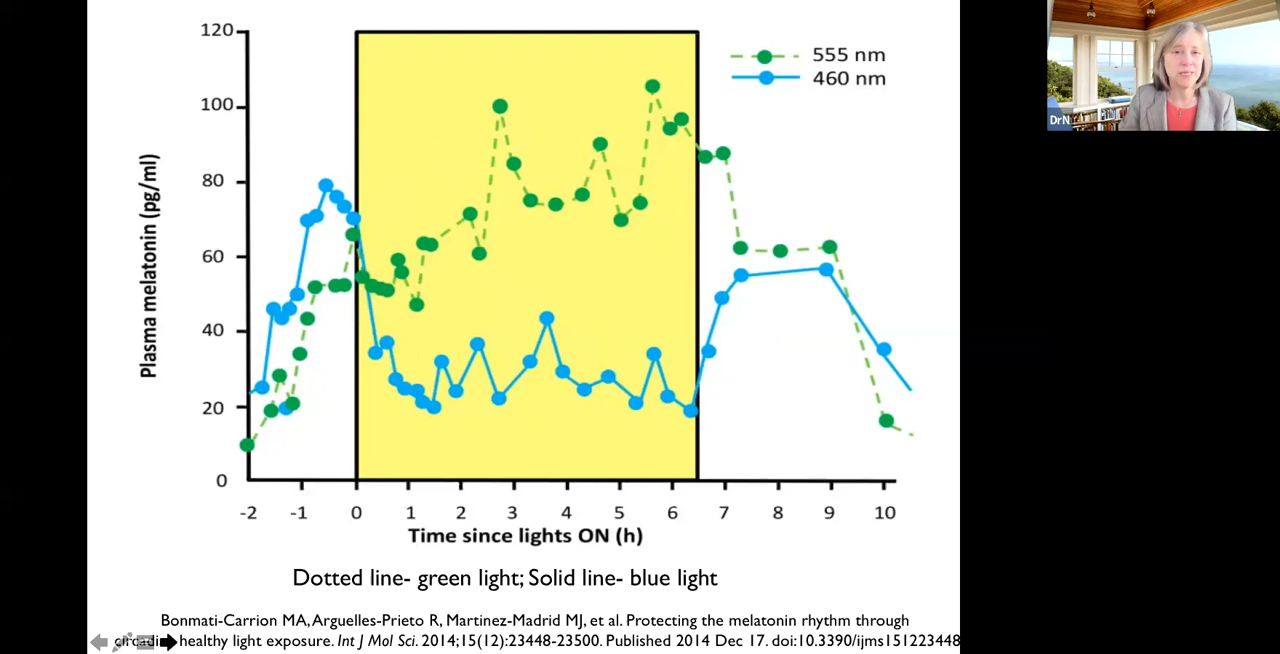 120
100
80
60
40
20
0
Plasma melatonin (pg/ml)
555 nm
460 nm
-2 -1 0 1 2 3 4 5 6 7 8 9 10
Time since lights ON (h)
Dotted line- green light; Solid line- blue light
Bonmati-Carrion MA, Arguelles-Prieto R, Martinez-Madrid MJ, et al. Protecting the melatonin rhythm through
healthy light exposure. Int J Mol Sci. 2014;15(12):23448-23500. Published 2014 Dec 17. doi:10.3390/ijms151223448
DrN